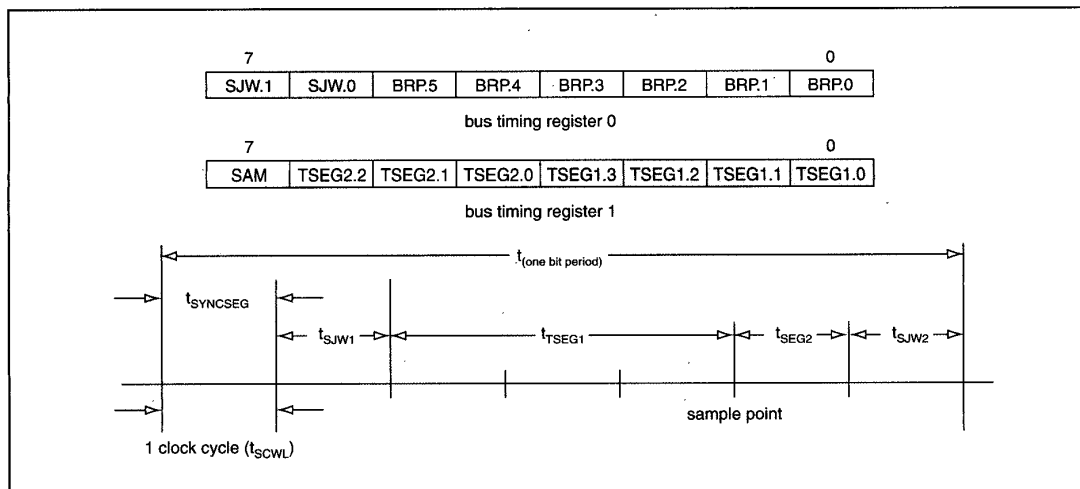 7 0
SJW.1 SJW.0 BRP.5 BRP.4 BRP.3 BRP.2 BRP.1 BRP.0
bus timing register 0
7 0
SAM TSEG2.2 TSEG2.1 TSEG2.0 TSEG1.3 TSEG1.2 TSEG1.1 TSEG1.0
bus timing register 1
t(one bit period)
tSYNCSEG
tSJW1 tTSEG1 tSEG2 tSJW2
sample point
1 clock cycle (tSCWL)